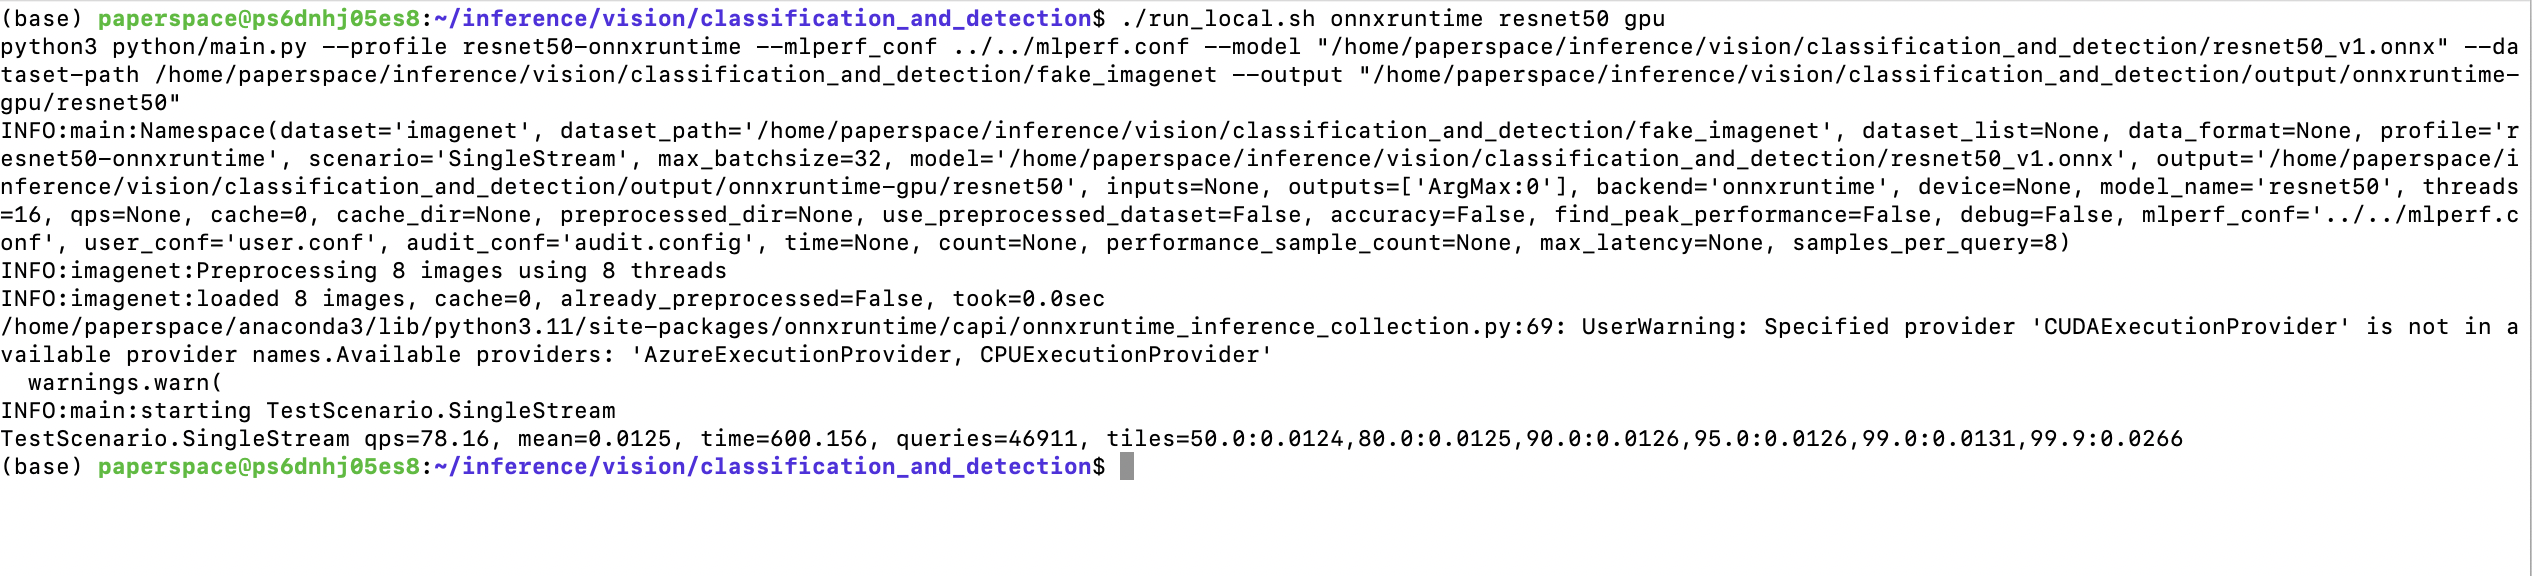 (base) paperspace@ps6dnhj05es8:~/inference/vision/classification_and_detection$ ./run_local.sh onnxruntime resnet50 gpu
python3 python/main.py --profile resnet50-onnxruntime --mlperf_conf ../../mlperf.conf --model "/home/paperspace/inference/vision/classification_and_detection/resnet50_v1.onnx" --da
taset-path /home/paperspace/inference/vision/classification_and_detection/fake_imagenet --output "/home/paperspace/inference/vision/classification_and_detection/output/onnxruntime-
gpu/resnet50"
INFO:main:Namespace(dataset='imagenet', dataset_path='/home/paperspace/inference/vision/classification_and_detection/fake_imagenet', dataset_list=None, data_format=None, profile='r
esnet50-onnxruntime', scenario='SingleStream', max_batchsize=32, model='/home/paperspace/inference/vision/classification_and_detection/resnet50_v1.onnx', output='/home/paperspace/i
nference/vision/classification_and_detection/output/onnxruntime-gpu/resnet50', inputs=None, outputs=['ArgMax:0'], backend='onnxruntime', device=None, model_name='resnet50', threads
=16, qps=None, cache=0, cache_dir=None, preprocessed_dir=None, use_preprocessed_dataset=False, accuracy=False, find_peak_performance=False, debug=False, mlperf_conf='../../mlperf.c
onf', user_conf='user.conf', audit_conf='audit.config', time=None, count=None, performance_sample_count=None, max_latency=None, samples_per_query=8)
INFO:imagenet:Preprocessing 8 images using 8 threads
INFO:imagenet:loaded 8 images, cache=0, already_preprocessed=False, took=0.0sec
/home/paperspace/anaconda3/lib/python3.11/site-packages/onnxruntime/capi/onnxruntime_inference_collection.py:69: UserWarning: Specified provider 'CUDAExecutionProvider' is not in a
vailable provider names.Available providers: 'AzureExecutionProvider, CPUExecutionProvider'
  warnings.warn(
INFO:main:starting TestScenario.SingleStream
TestScenario.SingleStream qps=78.16, mean=0.0125, time=600.156, queries=46911, tiles=50.0:0.0124,80.0:0.0125,90.0:0.0126,95.0:0.0126,99.0:0.0131,99.9:0.0266
(base) paperspace@ps6dnhj05es8:~/inference/vision/classification_and_detection$